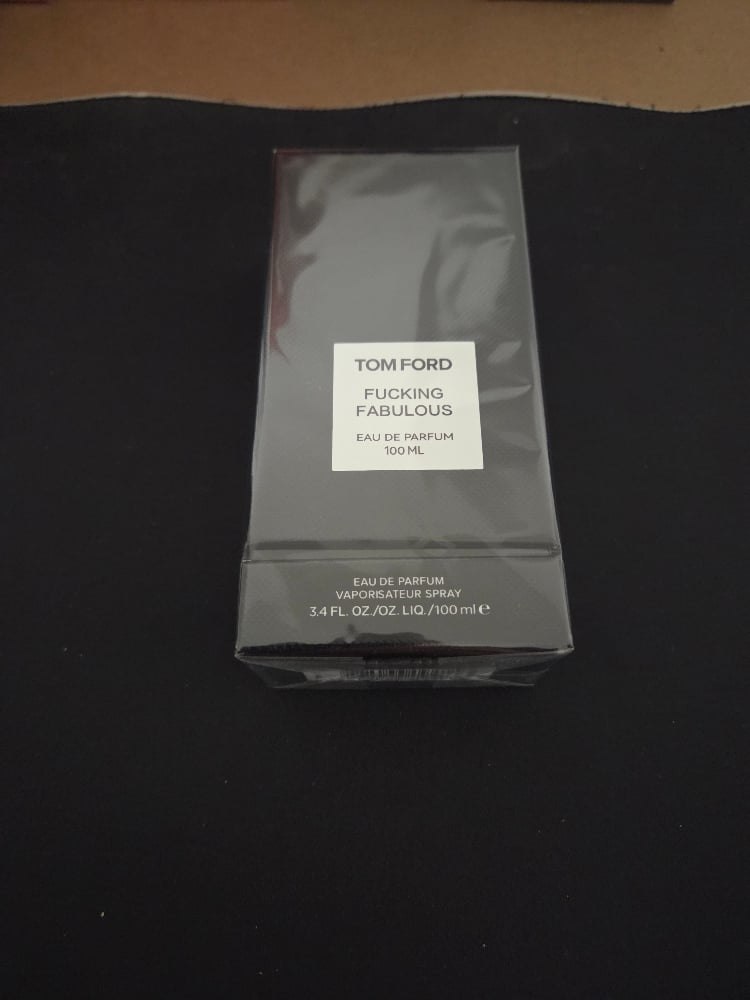 TOM FORD
FUCKING
FABULOUS
EAU DE PARFUM
100 ML
EAU DE PARFUM
VAPORISATEUR SPRAY
3.4 FL. OZ./OZ. LIQ./100 ml ℮